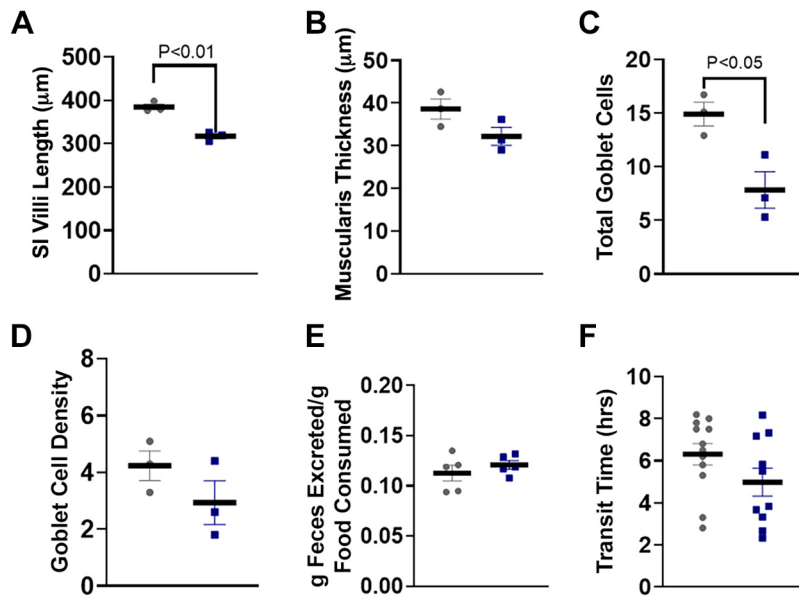 A
SI Villi Length (μm)
500
400
300
200
100
0
P<0.01
B
Muscularis Thickness (μm)
50
40
30
20
10
0
C
Total Goblet Cells
20
15
10
5
0
P<0.05
D
Goblet Cell Density
8
6
4
2
0
E
g Feces Excreted/g
Food Consumed
0.20
0.15
0.10
0.05
0.00
F
Transit Time (hrs)
10
8
6
4
2
0